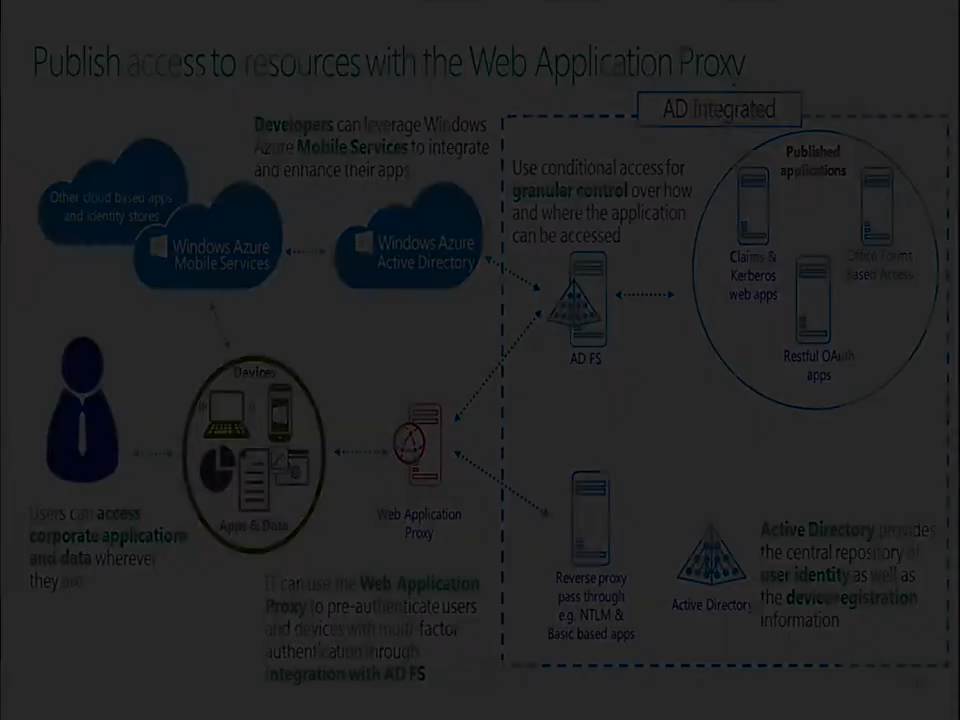 Publish access to resources with the Web Application Proxy
AD Integrated
Developers can leverage Windows
Azure Mobile Services to integrate
and enhance their apps
Use conditional access for
granular control over how
and where the application
can be accessed
Published
applications
Other cloud based apps
and identity stores
Windows Azure
Mobile Services
Windows Azure
Active Directory
Claims &
Kerberos
web apps
Office Forms
Based Access
AD FS
Restful OAuth
apps
Devices
Apps & Data
Web Application
Proxy
Users can access
corporate applications
and data wherever
they are
IT can use the Web Application
Proxy to pre-authenticate users
and devices with multi-factor
authentication through
integration with AD FS
Reverse proxy
pass through
e.g. NTLM &
Basic based apps
Active Directory
Active Directory provides
the central repository of
user identity as well as
the device registration
information